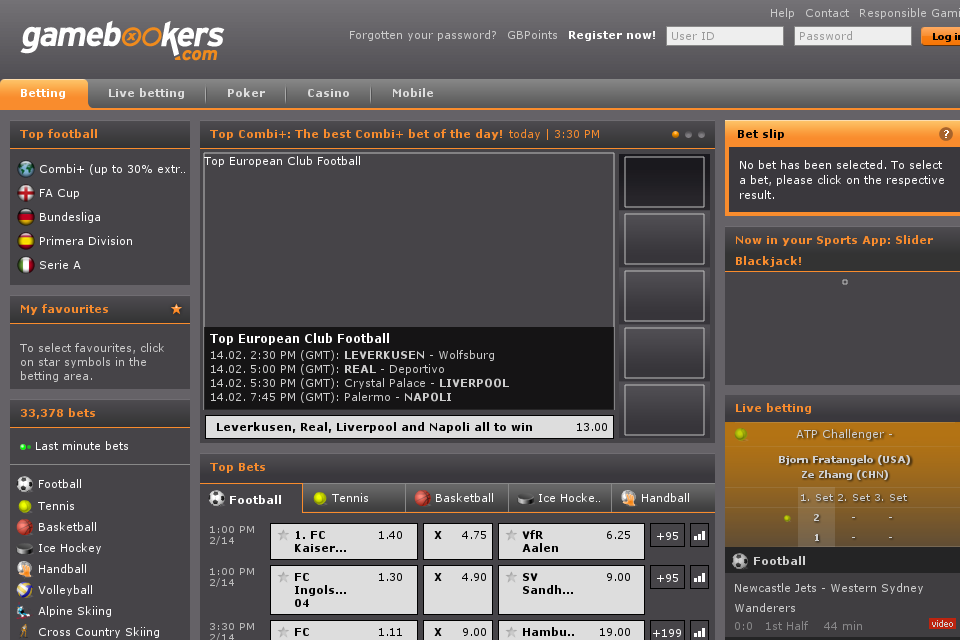 Help Contact Responsible Gami
gamebookers.com
Forgotten your password? GBPoints Register now! User ID Password Log in
Betting Live betting Poker Casino Mobile
Top football
Combi+ (up to 30% extr..
FA Cup
Bundesliga
Primera Division
Serie A
My favourites
To select favourites, click
on star symbols in the
betting area.
33,378 bets
Last minute bets
Football
Tennis
Basketball
Ice Hockey
Handball
Volleyball
Alpine Skiing
Cross Country Skiing
Top Combi+: The best Combi+ bet of the day! today | 3:30 PM
Top European Club Football
Top European Club Football
14.02. 2:30 PM (GMT): LEVERKUSEN - Wolfsburg
14.02. 5:00 PM (GMT): REAL - Deportivo
14.02. 5:30 PM (GMT): Crystal Palace - LIVERPOOL
14.02. 7:45 PM (GMT): Palermo - NAPOLI
Leverkusen, Real, Liverpool and Napoli all to win 13.00
Top Bets
Football Tennis Basketball Ice Hocke.. Handball
1:00 PM
2/14
1. FC
Kaiser...
1.40
X 4.75
VfR
Aalen
6.25
+95
1:00 PM
2/14
FC
Ingols...
04
1.30
X 4.90
SV
Sandh...
9.00
+95
3:30 PM
2/14
FC 1.11
X 9.00
Hambu.. 19.00
+199
Bet slip ?
No bet has been selected. To select
a bet, please click on the respective
result.
Now in your Sports App: Slider
Blackjack!
Live betting
ATP Challenger -
Bjorn Fratangelo (USA)
Ze Zhang (CHN)
1. Set 2. Set 3. Set
2 - -
1 - -
Football
Newcastle Jets - Western Sydney
Wanderers
0:0 1st Half 44 min video